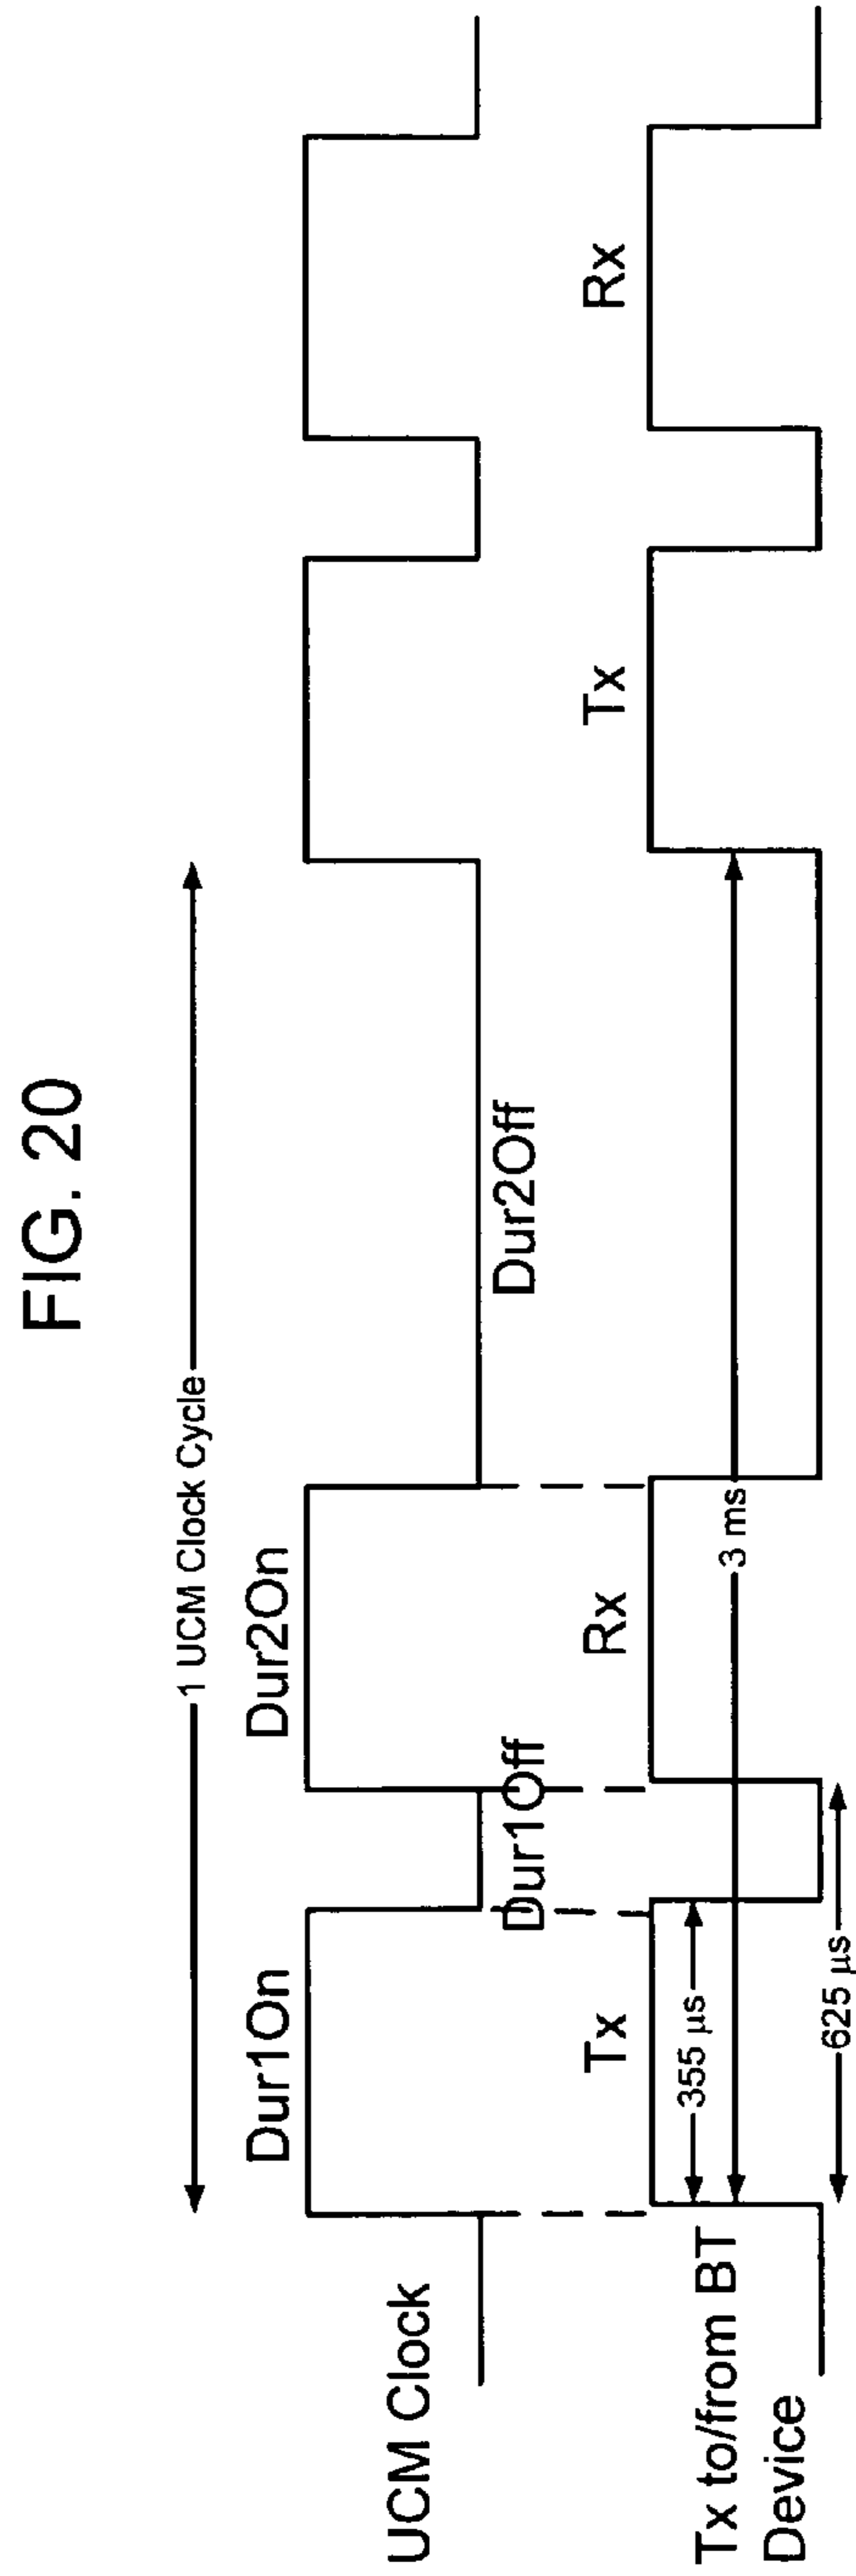 FIG. 20
1 UCM Clock Cycle
Dur1On
Dur2On
UCM Clock
Dur1Off
Dur2Off
Tx
Rx
Tx
Rx
Tx to/from BT
Device
355 µs
3 ms
625 µs